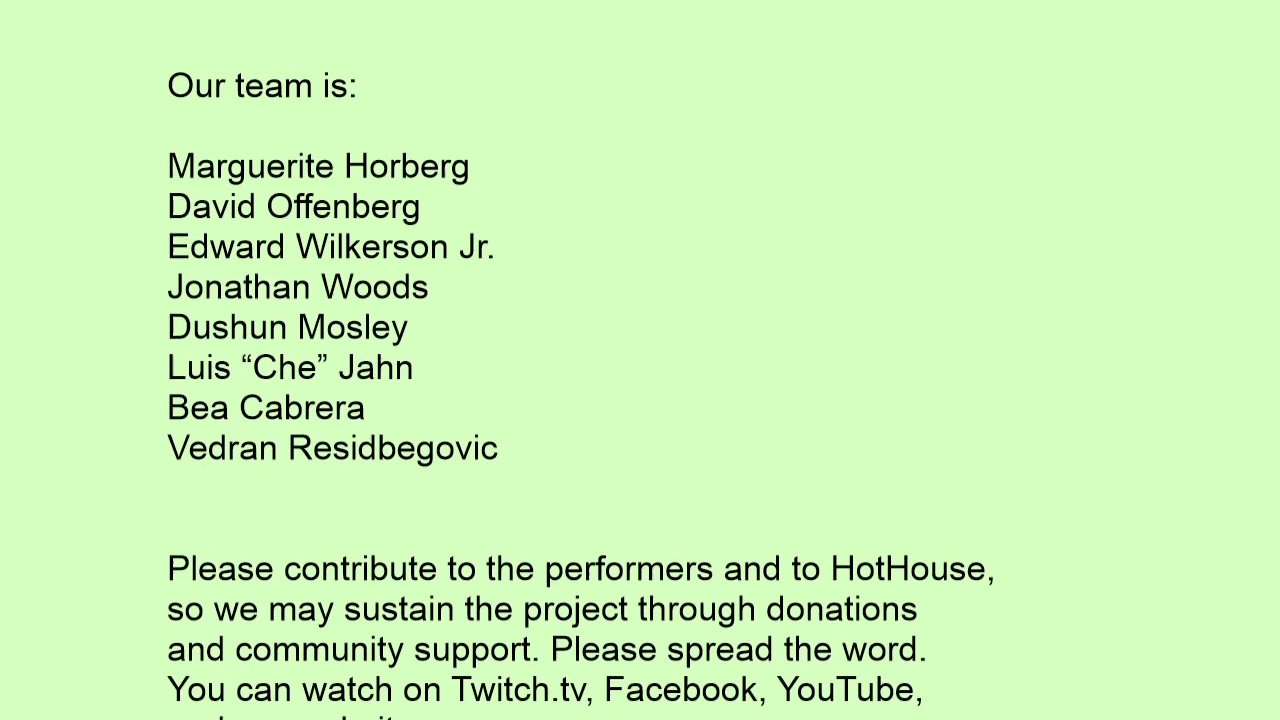 Our team is:
Marguerite Horberg
David Offenberg
Edward Wilkerson Jr.
Jonathan Woods
Dushun Mosley
Luis “Che” Jahn
Bea Cabrera
Vedran Residbegovic
Please contribute to the performers and to HotHouse,
so we may sustain the project through donations
and community support. Please spread the word.
You can watch on Twitch.tv, Facebook, YouTube,